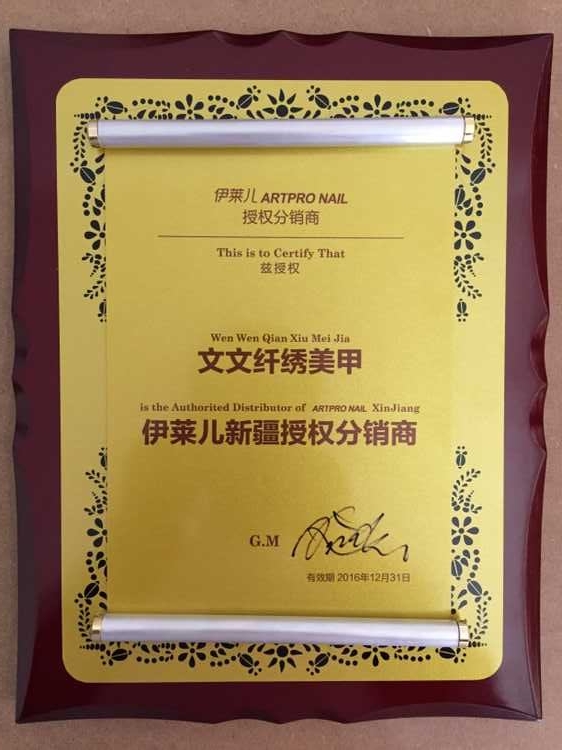 伊莱儿 ARTPRO NAIL
授权分销商
This is to Certify That
兹授权
Wen Wen Qian Xiu Mei Jia
文文纤绣美甲
is the Authorited Distributor of ARTPRO NAIL XinJiang
伊莱儿新疆授权分销商
G.M
有效期 2016年12月31日